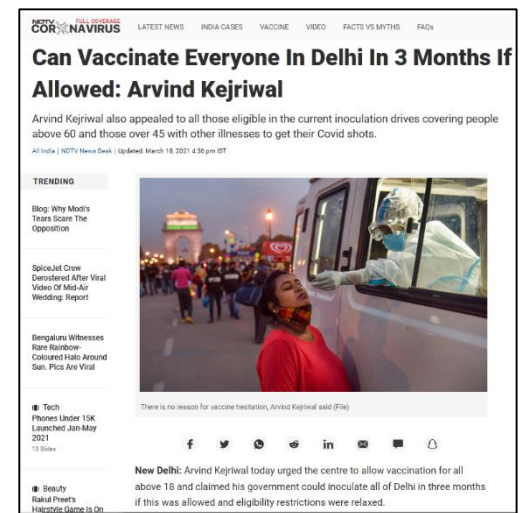 NDTV FULL COVERAGE
CORONAVIRUS
LATEST NEWS INDIA CASES VACCINE VIDEO FACTS VS MYTHS FAQs
Can Vaccinate Everyone In Delhi In 3 Months If
Allowed: Arvind Kejriwal
Arvind Kejriwal also appealed to all those eligible in the current inoculation drives covering people
above 60 and those over 45 with other illnesses to get their Covid shots.
All India | NDTV News Desk | Updated: March 18, 2021 4:36 pm IST
TRENDING
Blog: Why Modi's
Tears Scare The
Opposition
SpiceJet Crew
Derostered After Viral
Video Of Mid-Air
Wedding: Report
Bengaluru Witnesses
Rare Rainbow-
Coloured Halo Around
Sun. Pics Are Viral
Tech
Phones Under 15K
Launched Jan-May
2021
13 Slides
Beauty
Rakul Preet's
Hairstyle Game Is On
There is no reason for vaccine hesitation, Arvind Kejriwal said (File)
New Delhi: Arvind Kejriwal today urged the centre to allow vaccination for all
above 18 and claimed his government could inoculate all of Delhi in three months
if this was allowed and eligibility restrictions were relaxed.